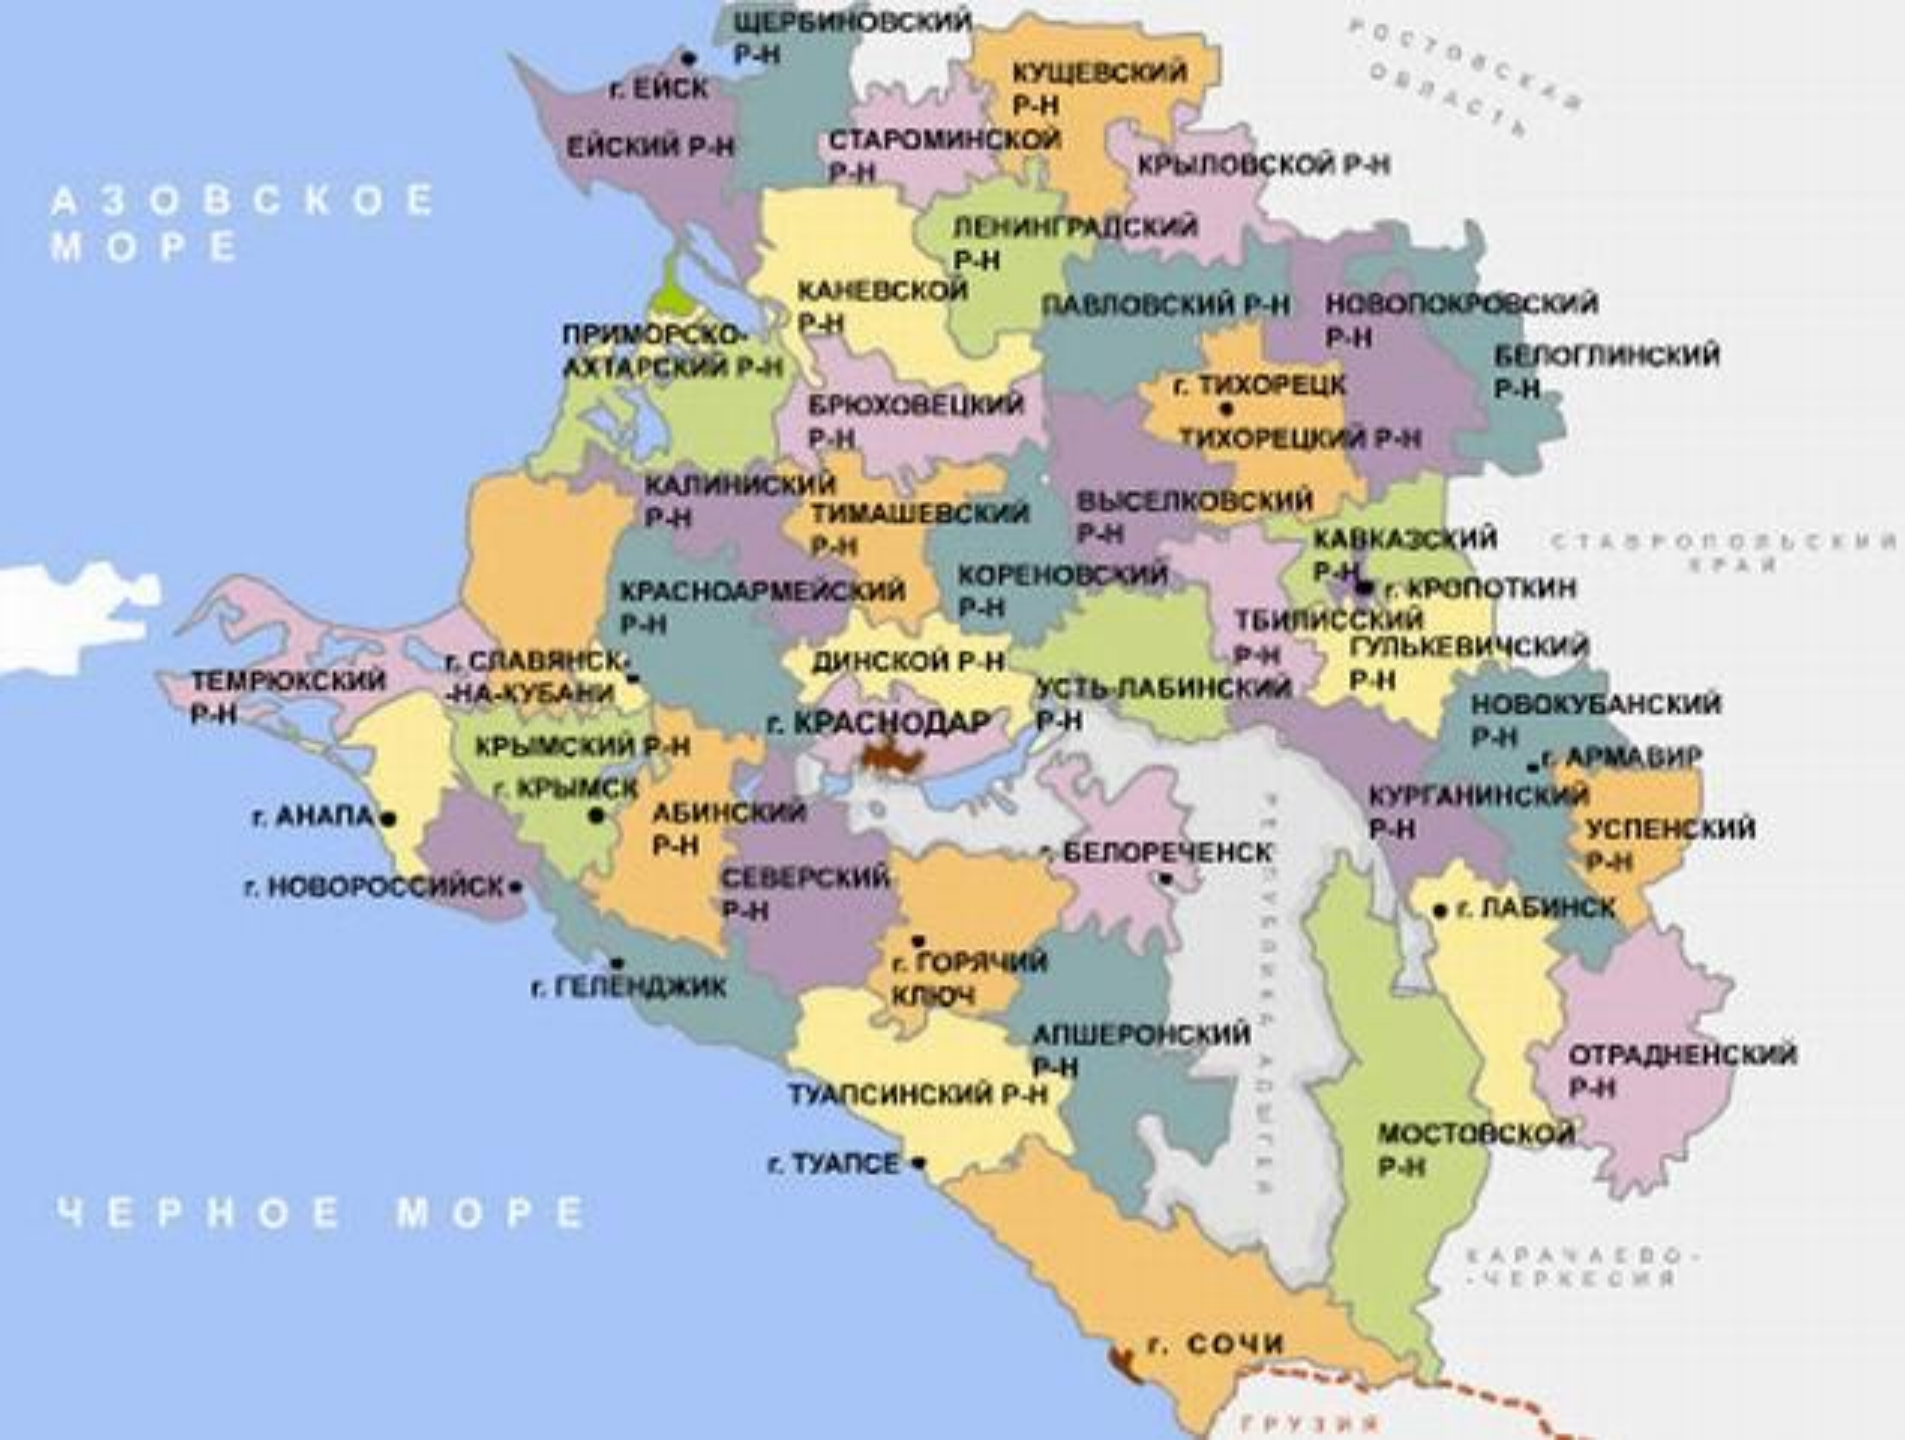 ЩЕРБИНОВСКИЙ
Р-Н
РОСТОВСКАЯ
ОБЛАСТЬ
КУЩЕВСКИЙ
Р-Н
г. ЕЙСК
ЕЙСКИЙ Р-Н
СТАРОМИНСКОЙ
Р-Н
КРЫЛОВСКОЙ Р-Н
АЗОВСКОЕ
МОРЕ
ЛЕНИНГРАДСКИЙ
Р-Н
КАНЕВСКОЙ
Р-Н
ПАВЛОВСКИЙ Р-Н
НОВОПОКРОВСКИЙ
Р-Н
ПРИМОРСКО-
АХТАРСКИЙ Р-Н
БЕЛОГЛИНСКИЙ
Р-Н
г. ТИХОРЕЦК
ТИХОРЕЦКИЙ Р-Н
БРЮХОВЕЦКИЙ
Р-Н
КАЛИНИСКИЙ
Р-Н
ТИМАШЕВСКИЙ
Р-Н
ВЫСЕЛКОВСКИЙ
Р-Н
КАВКАЗСКИЙ
Р-Н
г. КРОПОТКИН
СТАВРОПОЛЬСКИЙ
КРАЙ
КРАСНОАРМЕЙСКИЙ
Р-Н
КОРЕНОВСКИЙ
Р-Н
ТБИЛИССКИЙ
Р-Н
ГУЛЬКЕВИЧСКИЙ
Р-Н
ТЕМРЮКСКИЙ
Р-Н
г. СЛАВЯНСК-
-НА-КУБАНИ
ДИНСКОЙ Р-Н
УСТЬ-ЛАБИНСКИЙ
Р-Н
НОВОКУБАНСКИЙ
Р-Н
г. КРАСНОДАР
КРЫМСКИЙ Р-Н
г. КРЫМСК
г. АРМАВИР
г. АНАПА
АБИНСКИЙ
Р-Н
КУРГАНИНСКИЙ
Р-Н
УСПЕНСКИЙ
Р-Н
г. БЕЛОРЕЧЕНСК
г. НОВОРОССИЙСК
СЕВЕРСКИЙ
Р-Н
г. ЛАБИНСК
РЕСПУБЛИКА АДЫГЕЯ
г. ГОРЯЧИЙ
КЛЮЧ
г. ГЕЛЕНДЖИК
АПШЕРОНСКИЙ
Р-Н
ОТРАДНЕНСКИЙ
Р-Н
ТУАПСИНСКИЙ Р-Н
МОСТОВСКОЙ
Р-Н
г. ТУАПСЕ
ЧЕРНОЕ МОРЕ
КАРАЧАЕВО-
-ЧЕРКЕСИЯ
г. СОЧИ
ГРУЗИЯ